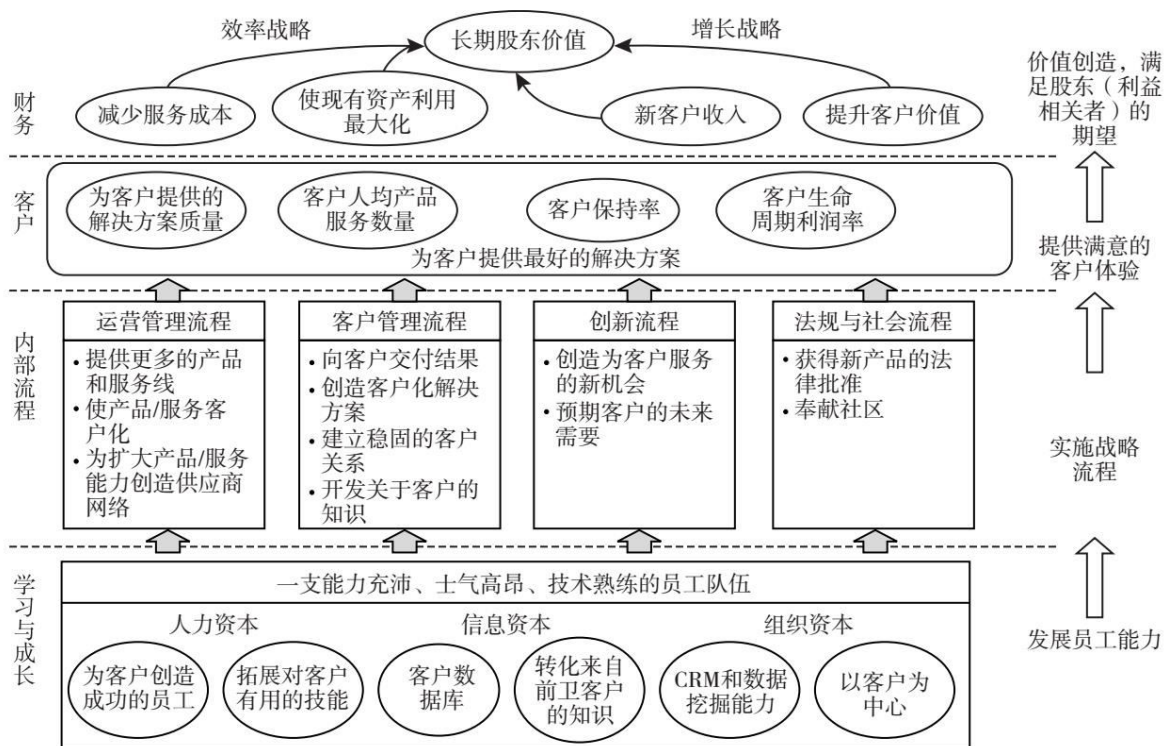 效率战略
长期股东价值
增长战略
财务
减少服务成本
使现有资产利用
最大化
新客户收入
提升客户价值
价值创造，满
足股东（利益
相关者）的
期望
客户
为客户提供的
解决方案质量
客户人均产品
服务数量
客户保持率
客户生命
周期利润率
为客户提供最好的解决方案
提供满意的
客户体验
内部流程
运营管理流程
• 提供更多的产品
和服务线
• 使产品/服务客
户化
• 为扩大产品/服务
能力创造供应商
网络
客户管理流程
• 向客户交付结果
• 创造客户化解决
方案
• 建立稳固的客户
关系
• 开发关于客户的
知识
创新流程
• 创造为客户服务
的新机会
• 预期客户的未来
需要
法规与社会流程
• 获得新产品的法
律批准
• 奉献社区
实施战略
流程
学习与成长
一支能力充沛、士气高昂、技术熟练的员工队伍
人力资本
信息资本
组织资本
为客户创造
成功的员工
拓展对客户
有用的技能
客户数
据库
转化来自
前卫客户
的知识
CRM和数据
挖掘能力
以客户为
中心
发展员工能力